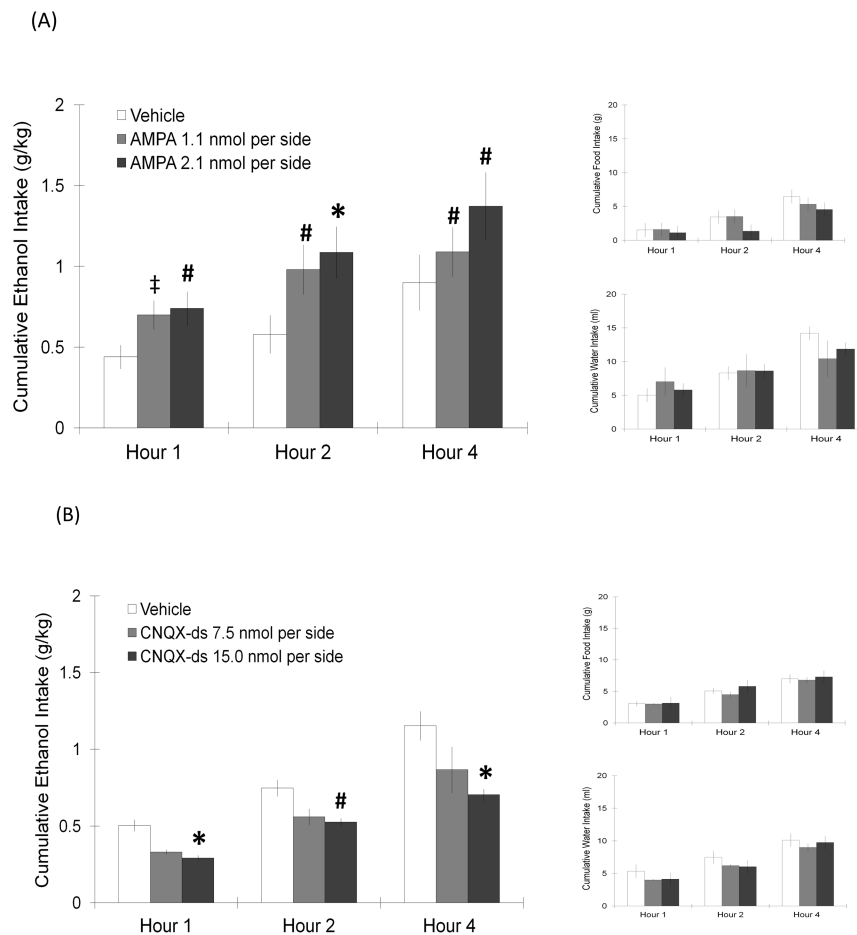 (A)
Cumulative Ethanol Intake (g/kg)
2
1.5
1
0.5
0
Vehicle
AMPA 1.1 nmol per side
AMPA 2.1 nmol per side
‡
#
#
*
#
#
Hour 1
Hour 2
Hour 4
Cumulative Food Intake (g)
20
15
10
5
0
Hour 1
Hour 2
Hour 4
Cumulative Water Intake (ml)
20
15
10
5
0
Hour 1
Hour 2
Hour 4
(B)
Cumulative Ethanol Intake (g/kg)
2
1.5
1
0.5
0
Vehicle
CNQX-ds 7.5 nmol per side
CNQX-ds 15.0 nmol per side
*
#
*
Hour 1
Hour 2
Hour 4
Cumulative Food Intake (g)
20
15
10
5
0
Hour 1
Hour 2
Hour 4
Cumulative Water Intake (ml)
20
15
10
5
0
Hour 1
Hour 2
Hour 4